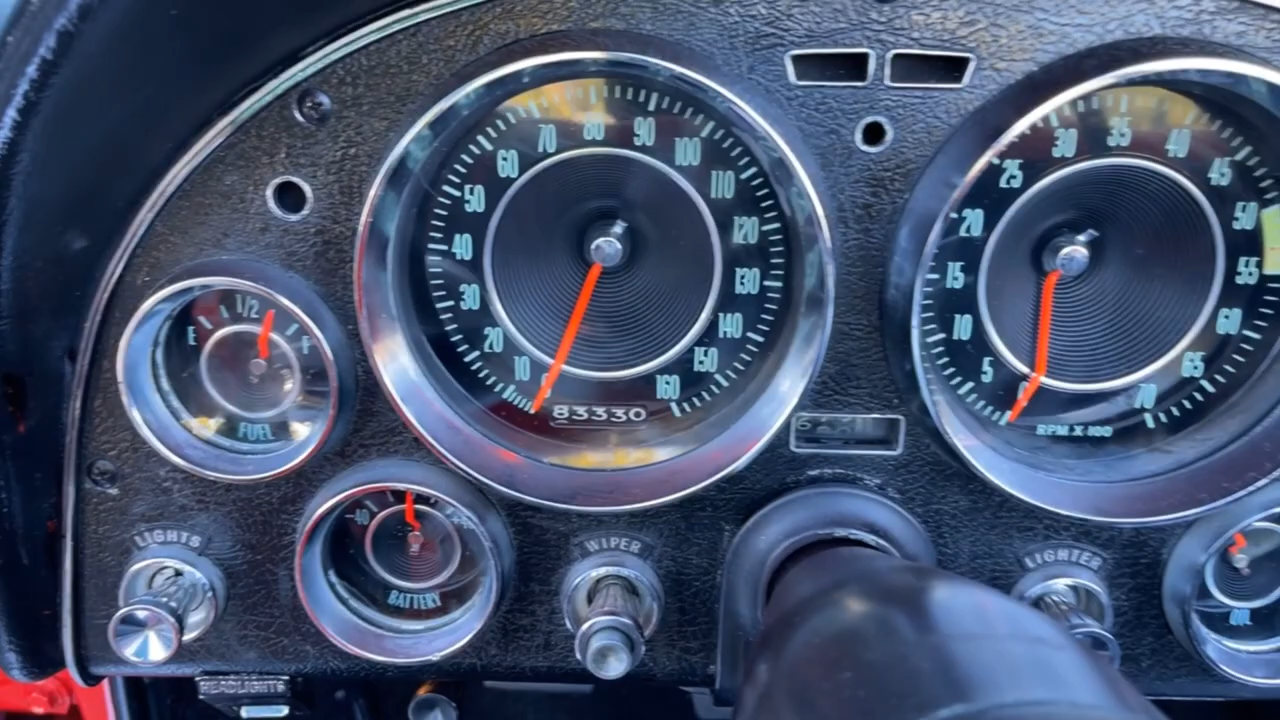 E 1/2 F
FUEL
0 10 20 30 40 50 60 70 80 90 100 110 120 130 140 150 160
83330
0 5 10 15 20 25 30 35 40 45 50 55 60 65 70
RPM X 100
-40
BATTERY
LIGHTS
HEADLIGHTS
WIPER
LIGHTER
OIL